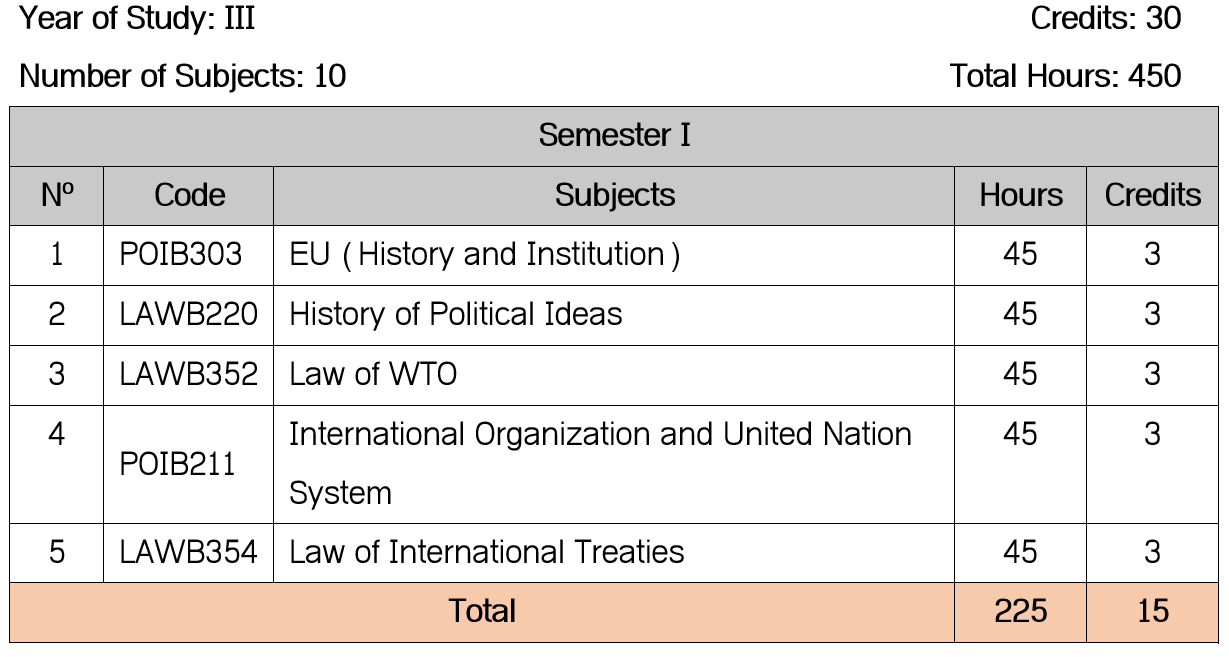 Year of Study: III Credits: 30
Number of Subjects: 10 Total Hours: 450
Semester I
Nº Code Subjects Hours Credits
1 POIB303 EU (History and Institution) 45 3
2 LAWB220 History of Political Ideas 45 3
3 LAWB352 Law of WTO 45 3
4 POIB211 International Organization and United Nation 45 3
System
5 LAWB354 Law of International Treaties 45 3
Total 225 15